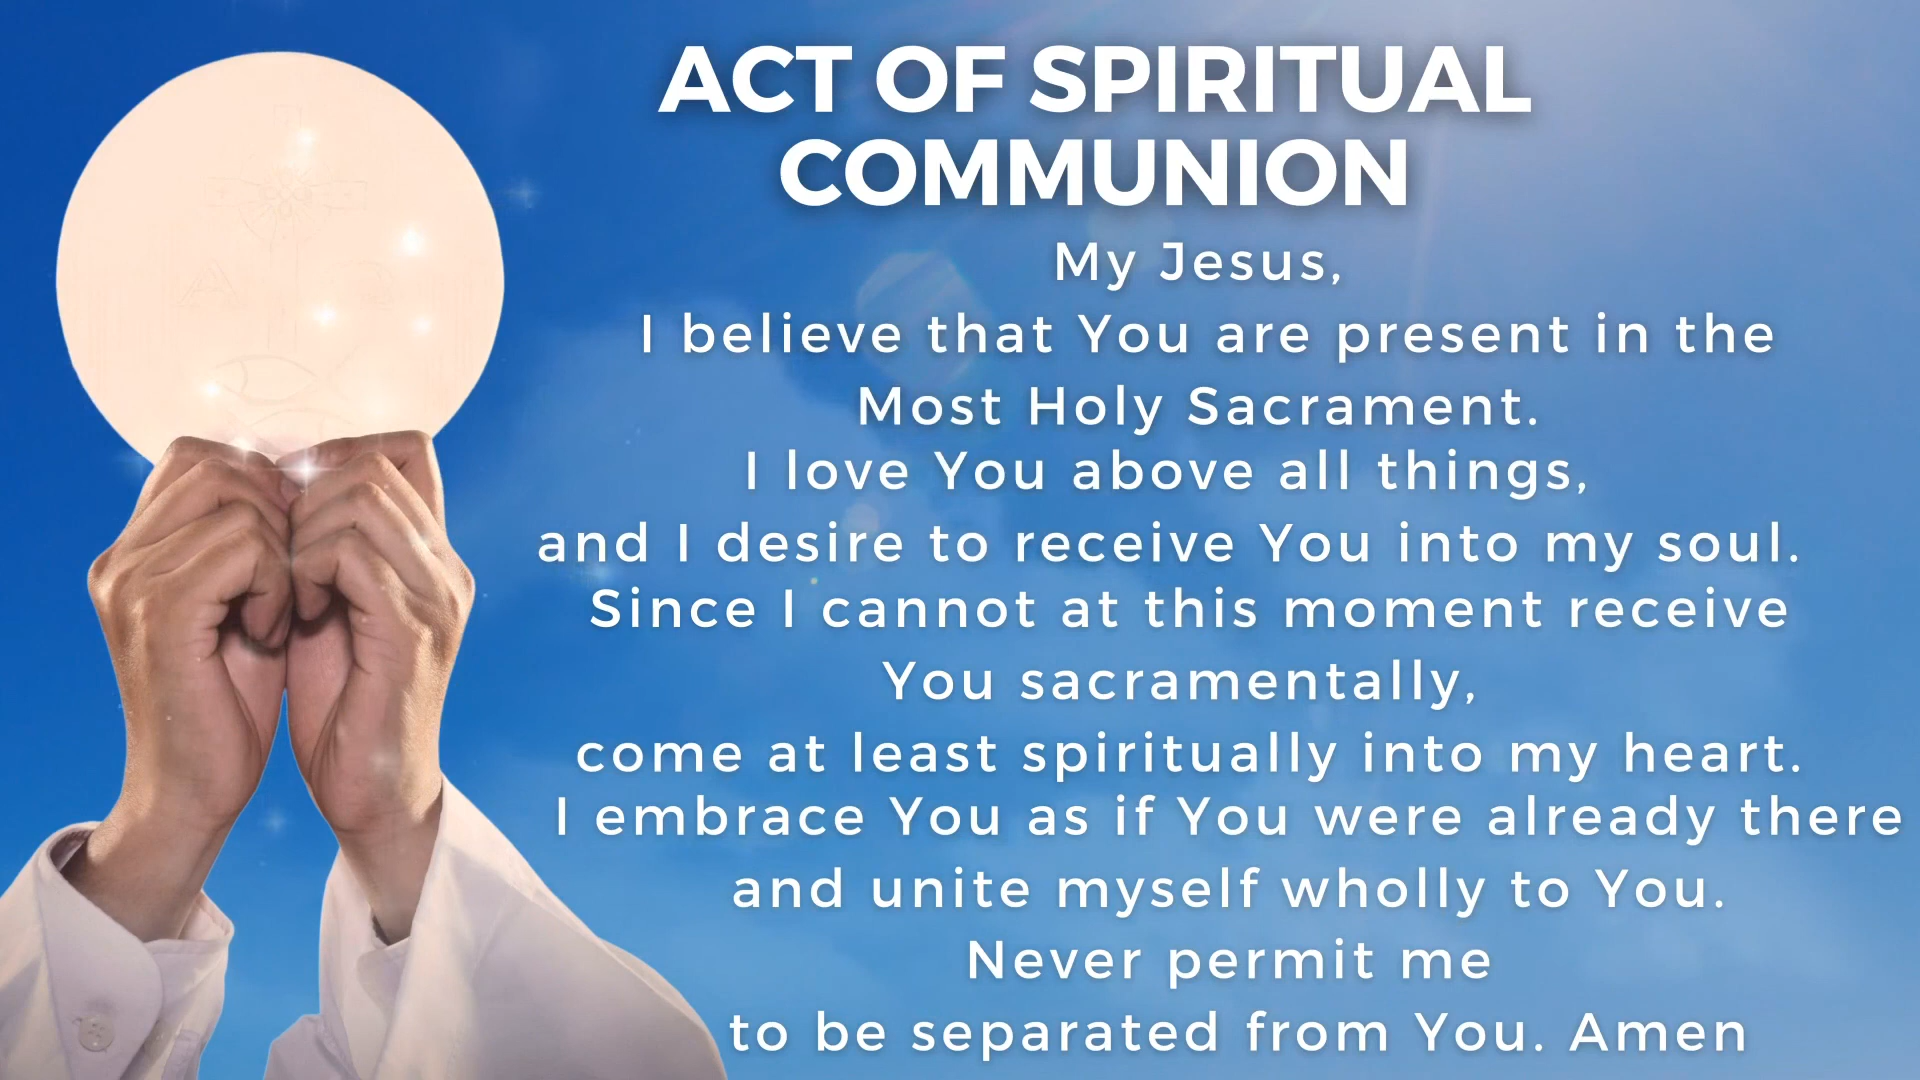 ACT OF SPIRITUAL
COMMUNION
My Jesus,
I believe that You are present in the
Most Holy Sacrament.
I love You above all things,
and I desire to receive You into my soul.
Since I cannot at this moment receive
You sacramentally,
come at least spiritually into my heart.
I embrace You as if You were already there
and unite myself wholly to You.
Never permit me
to be separated from You. Amen